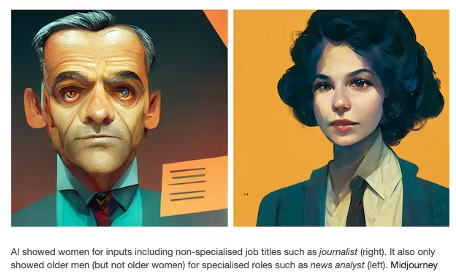 AI showed women for inputs including non-specialised job titles such as journalist (right). It also only
showed older men (but not older women) for specialised roles such as news analyst (left). Midjourney